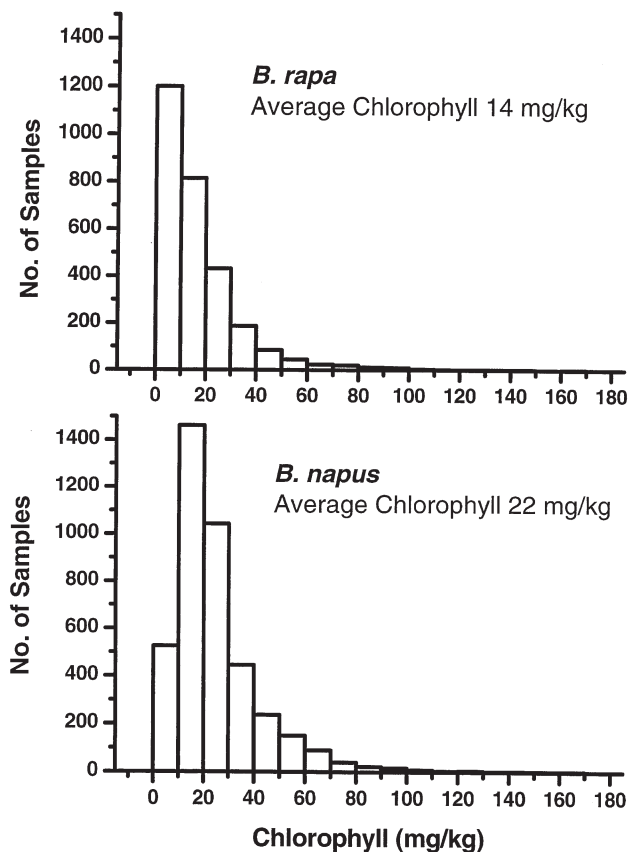 B. rapa
Average Chlorophyll 14 mg/kg
No. of Samples
1400
1200
1000
800
600
400
200
0
0 20 40 60 80 100 120 140 160 180
B. napus
Average Chlorophyll 22 mg/kg
No. of Samples
1400
1200
1000
800
600
400
200
0
0 20 40 60 80 100 120 140 160 180
Chlorophyll (mg/kg)